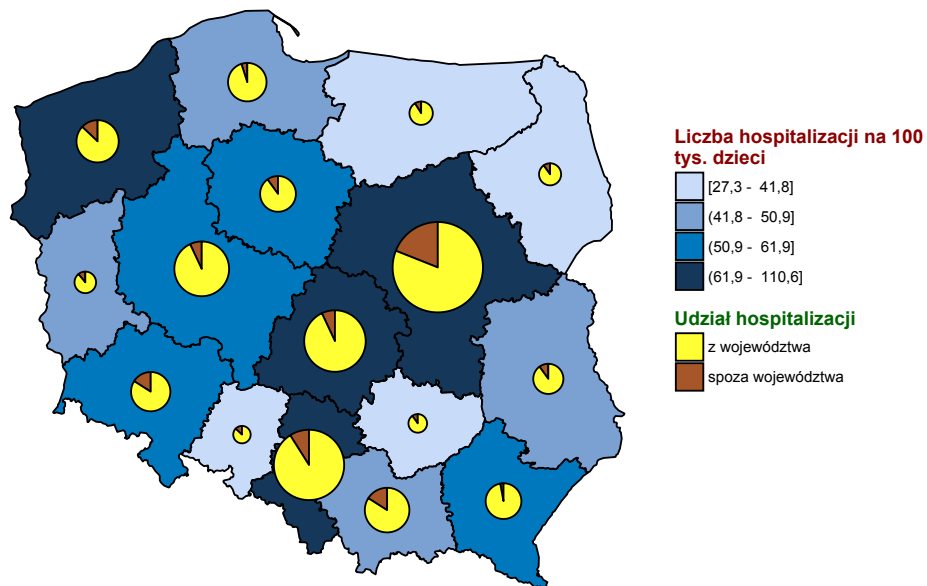 Liczba hospitalizacji na 100
tys. dzieci
[27,3 - 41,8]
(41,8 - 50,9]
(50,9 - 61,9]
(61,9 - 110,6]
Udział hospitalizacji
z województwa
spoza województwa